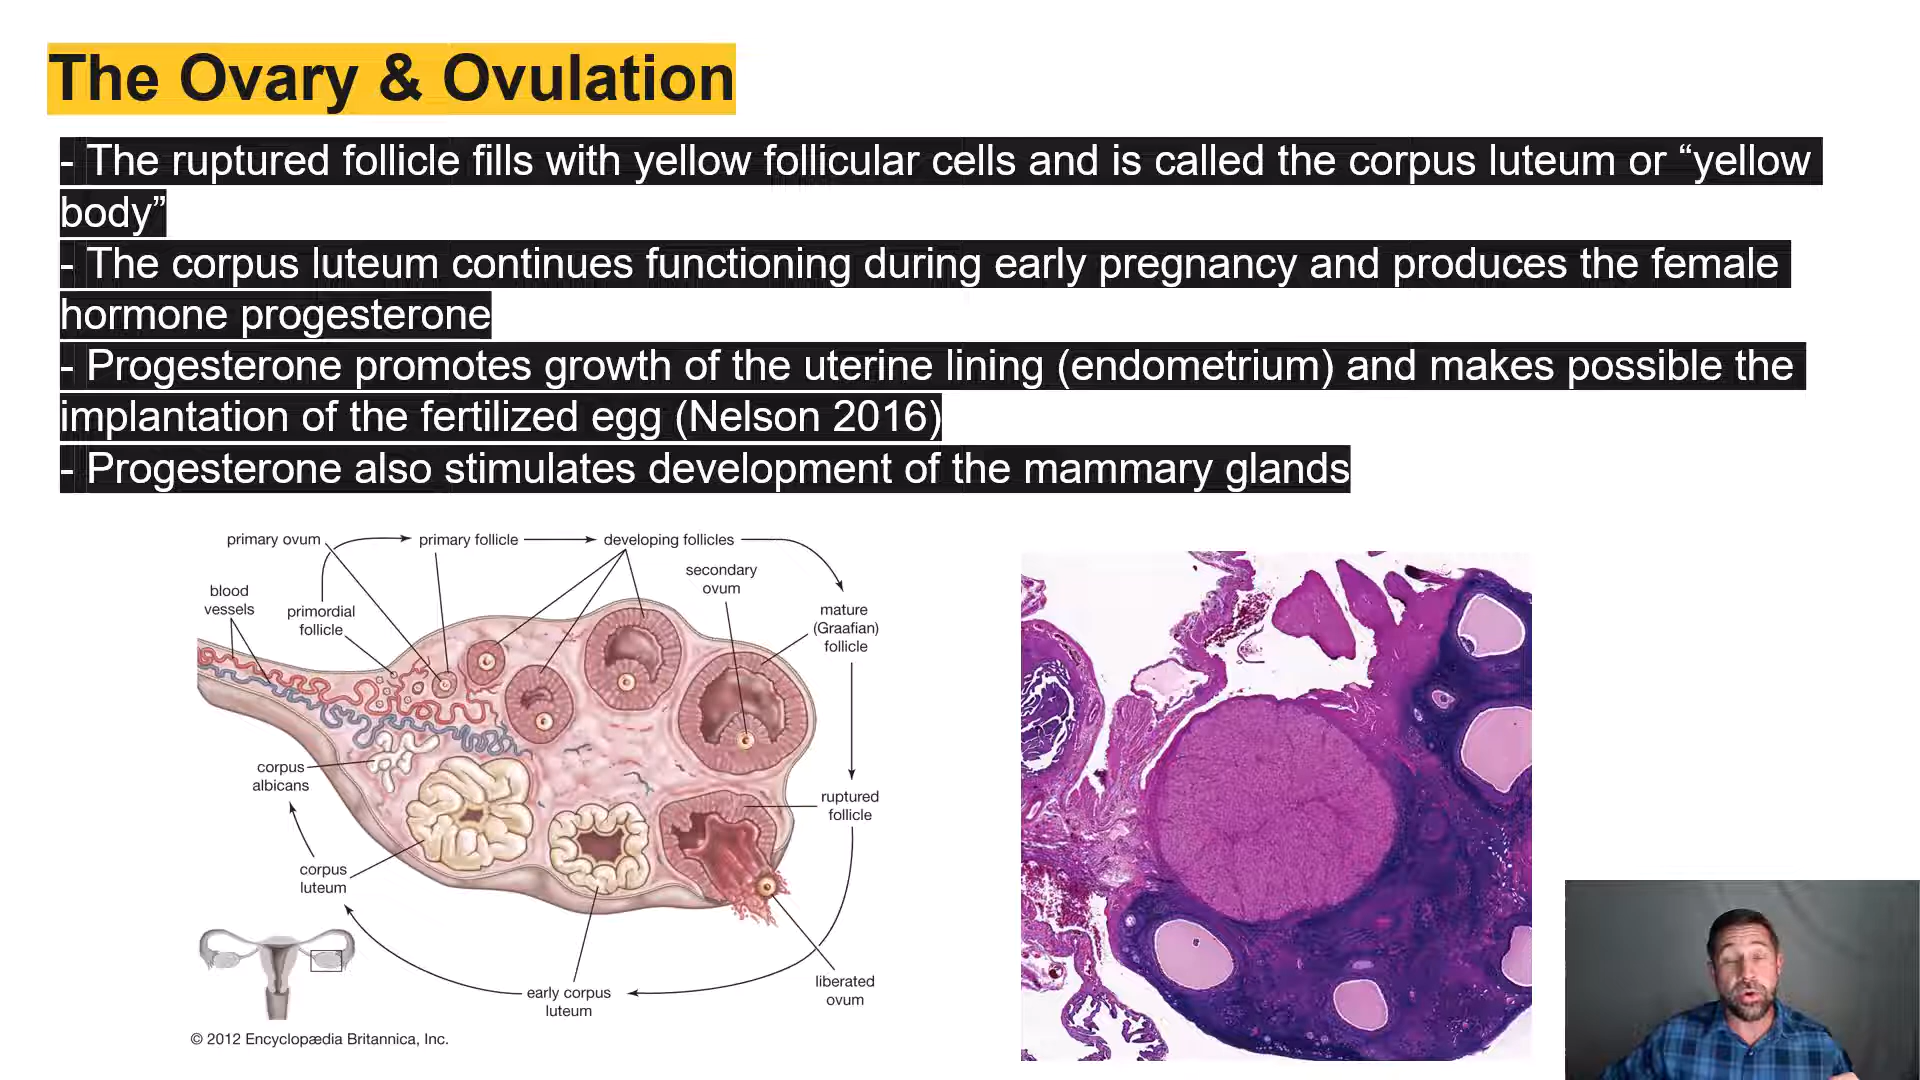 The Ovary & Ovulation
- The ruptured follicle fills with yellow follicular cells and is called the corpus luteum or “yellow
body”
- The corpus luteum continues functioning during early pregnancy and produces the female
hormone progesterone
- Progesterone promotes growth of the uterine lining (endometrium) and makes possible the
implantation of the fertilized egg (Nelson 2016)
- Progesterone also stimulates development of the mammary glands
primary ovum
primary follicle
developing follicles
secondary
ovum
blood
vessels
primordial
follicle
mature
(Graafian)
follicle
corpus
albicans
ruptured
follicle
corpus
luteum
liberated
ovum
early corpus
luteum
© 2012 Encyclopædia Britannica, Inc.